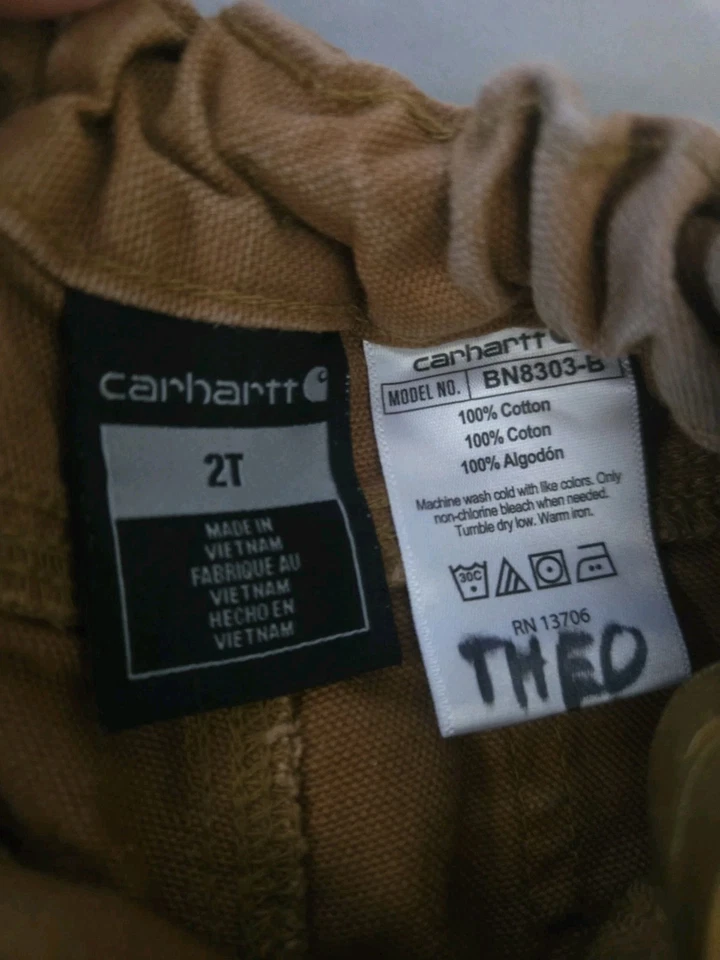 carhartt
2T
MADE IN
VIETNAM
FABRIQUE AU
VIETNAM
HECHO EN
VIETNAM
carhartt
MODEL NO. BN8303-B
100% Cotton
100% Coton
100% Algodón
Machine wash cold with like colors. Only
non-chlorine bleach when needed.
Tumble dry low. Warm iron.
30C
RN 13706
THEO